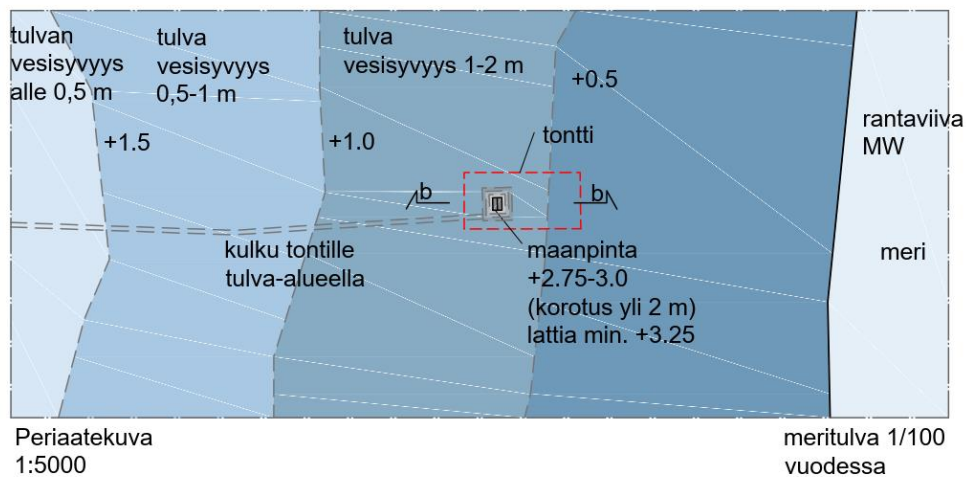 tulvan
vesisyvyys
alle 0,5 m
tulva
vesisyvyys
0,5-1 m
tulva
vesisyvyys 1-2 m
+0.5
rantaviiva
MW
+1.5
+1.0
tontti
b
b
kulku tontille
tulva-alueella
maanpinta
+2.75-3.0
(korotus yli 2 m)
lattia min. +3.25
meri
Periaatekuva
1:5000
meritulva 1/100
vuodessa